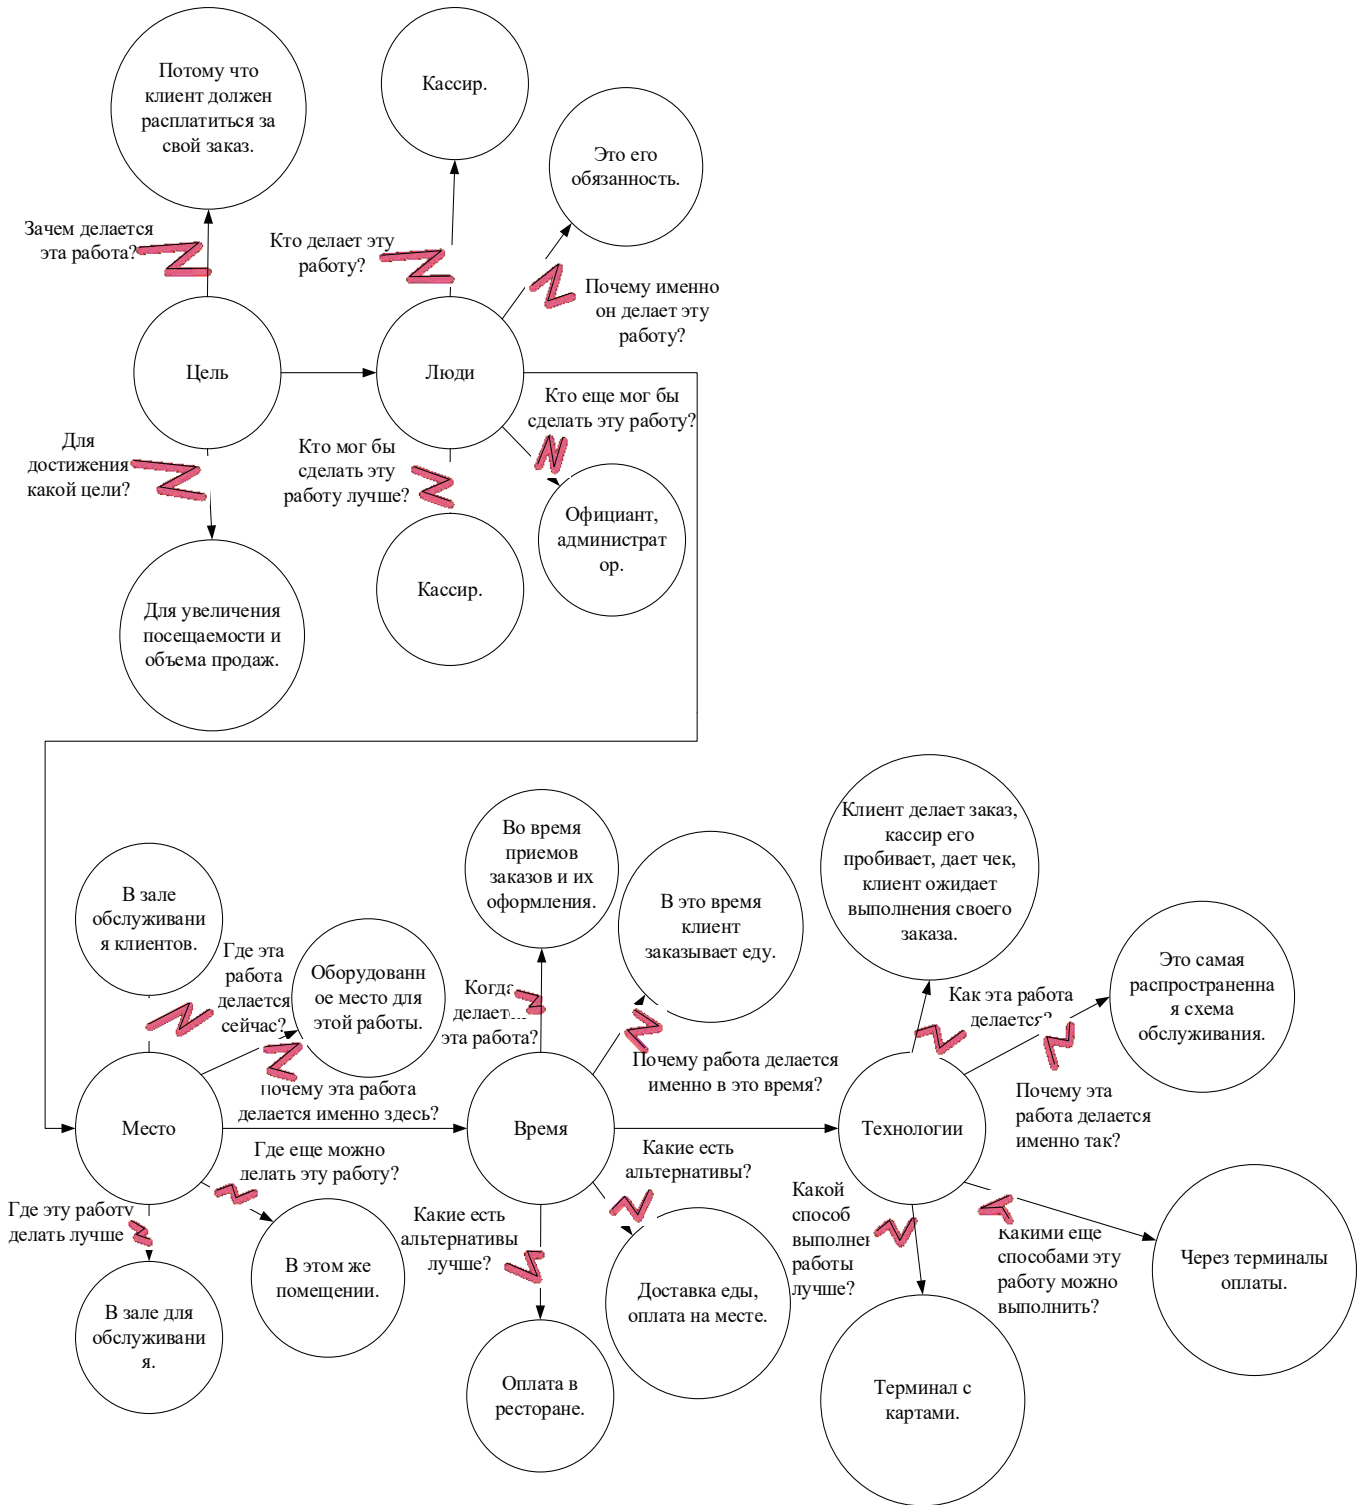 Потому что
клиент должен
расплатиться за
свой заказ.
Кассир.
Это его
обязанность.
Зачем делается
эта работа?
Кто делает эту
работу?
Почему именно
он делает эту
работу?
Цель
Люди
Кто еще мог бы
сделать эту работу?
Для
достижения
какой цели?
Кто мог бы
сделать эту
работу лучше?
Официант,
администрат
ор.
Кассир.
Для увеличения
посещаемости и
объема продаж.
Клиент делает заказ,
кассир его
пробивает, дает чек,
клиент ожидает
выполнения своего
заказа.
Во время
приемов
заказов и их
оформления.
В это время
клиент
заказывает еду.
В зале
обслуживани
я клиентов.
Где эта
работа
делается
сейчас?
Оборудованн
ое место для
этой работы.
Когда
делает
эта работа?
Как эта работа
делается?
Это самая
распространенна
я схема
обслуживания.
Почему эта работа
делается именно здесь?
Почему работа делается
именно в это время?
Почему эта
работа делается
именно так?
Место
Время
Технологии
Где еще можно
делать эту работу?
Какие есть
альтернативы?
Где эту работу
делать лучше
Какие есть
альтернативы
лучше?
Какой
способ
выполнен
работы
лучше?
Какими еще
способами эту
работу можно
выполнить?
Через терминалы
оплаты.
В этом же
помещении.
Доставка еды,
оплата на месте.
В зале для
обслуживани
я.
Оплата в
ресторане.
Терминал с
картами.